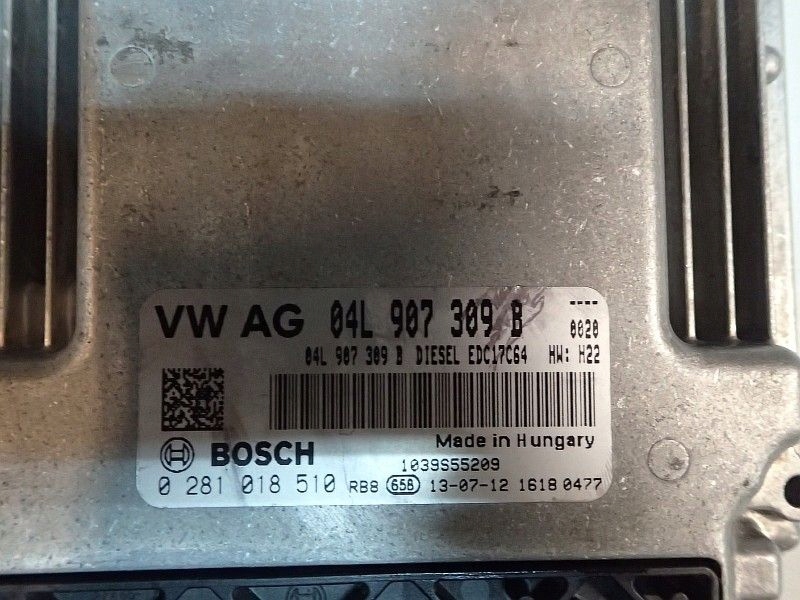 VW AG 04L 907 309 B ----
0020
04L 907 309 B DIESEL EDC17C64 HW: H22
Made in Hungary
BOSCH 1039S55209
0 281 018 510 RB8 658 13-07-12 1618 0477